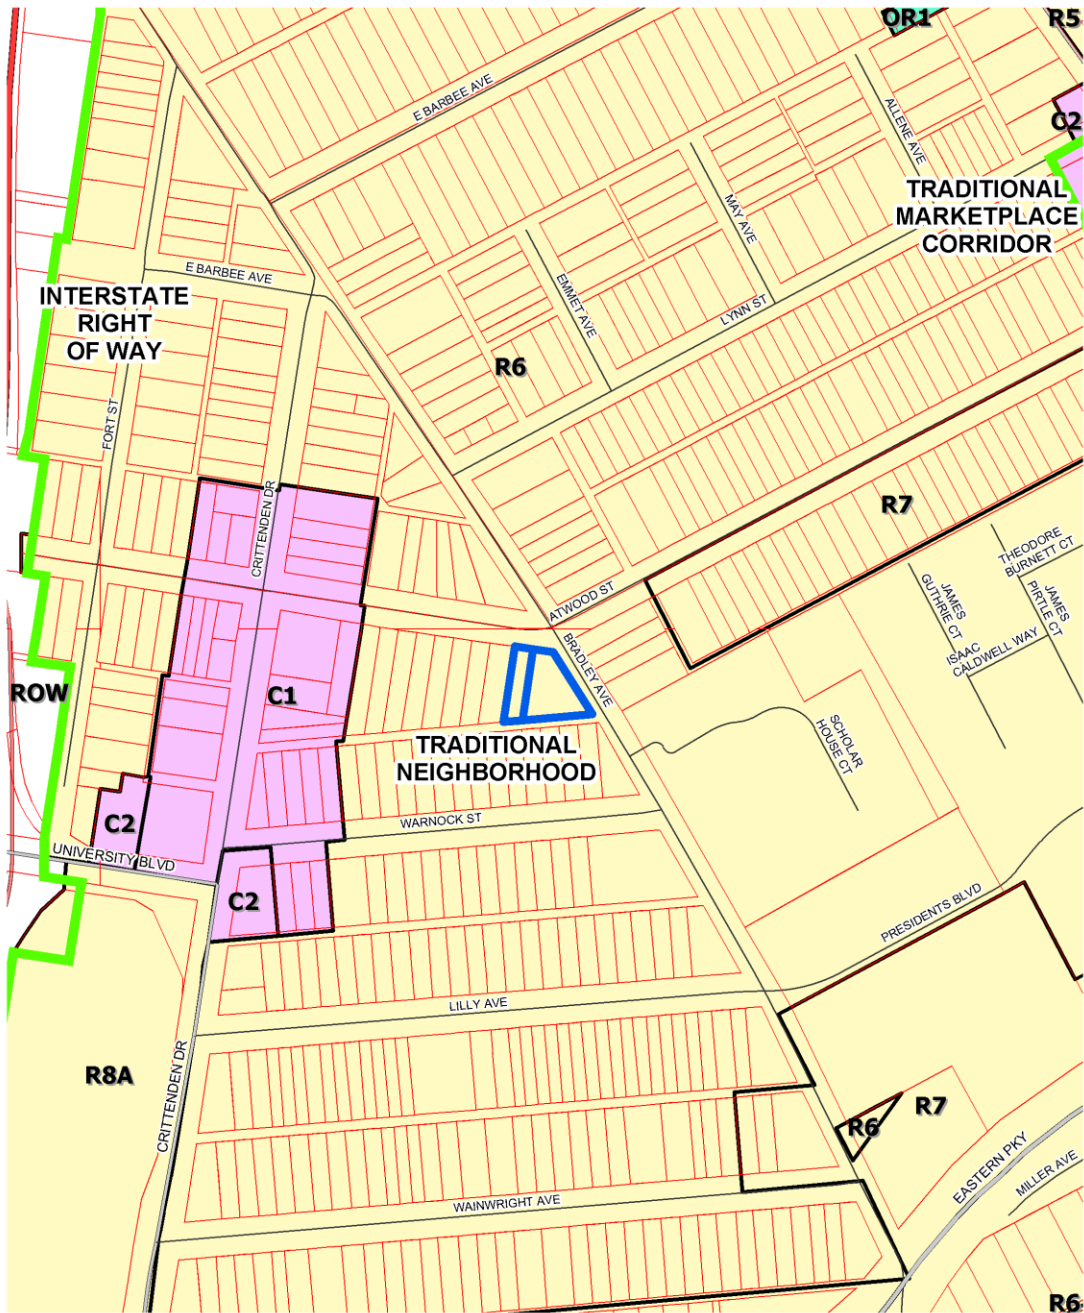 OR1
R5
E BARBEE AVE
ALLENE AVE
C2
TRADITIONAL
MARKETPLACE
CORRIDOR
MAY AVE
E BARBEE AVE
INTERSTATE
RIGHT
OF WAY
EMMET AVE
LYNN ST
R6
FORT ST
CRITTENDEN DR
R7
THEODORE
BURNETT CT
JAMES
GUTHRIE CT
JAMES
PIRTLE CT
ATWOOD ST
BRADLEY AVE
ISAAC
CALDWELL WAY
ROW
C1
SCHOLAR
HOUSE CT
TRADITIONAL
NEIGHBORHOOD
C2
WARNOCK ST
UNIVERSITY BLVD
C2
PRESIDENTS BLVD
LILLY AVE
R8A
CRITTENDEN DR
R7
R6
EASTERN PKY
MILLER AVE
WAINWRIGHT AVE
R6